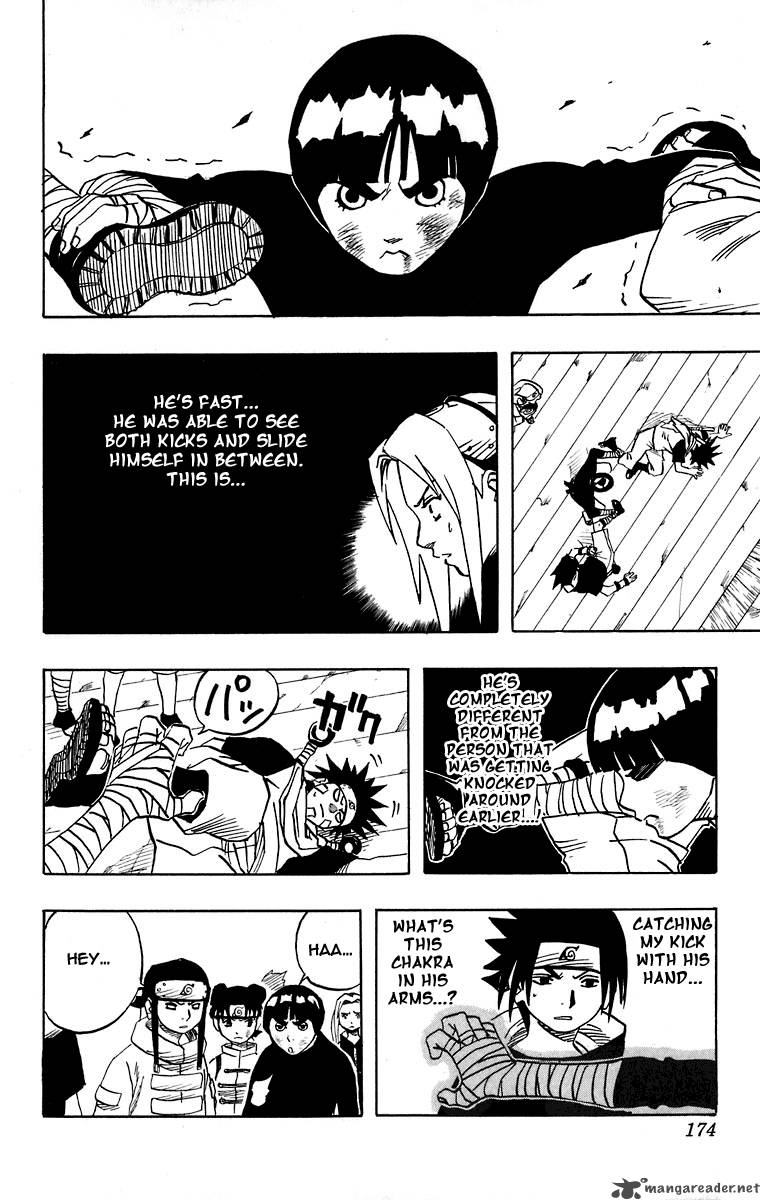 HE'S FAST...
HE WAS ABLE TO SEE
BOTH KICKS AND SLIDE
HIMSELF IN BETWEEN.
THIS IS...
HE'S
COMPLETELY
DIFFERENT
FROM THE
PERSON THAT
WAS GETTING
KNOCKED
AROUND
EARLIER....
ガク
パッ
CATCHING
MY KICK
WITH HIS
HAND...
WHAT'S
THIS
CHAKRA
IN HIS
ARMS...?
HAA...
HEY...
174
mangareader.net